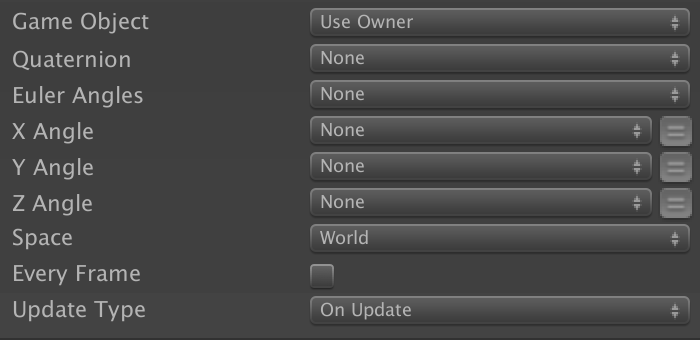 Game Object Use Owner
Quaternion None
Euler Angles None
X Angle None
Y Angle None
Z Angle None
Space World
Every Frame
Update Type On Update